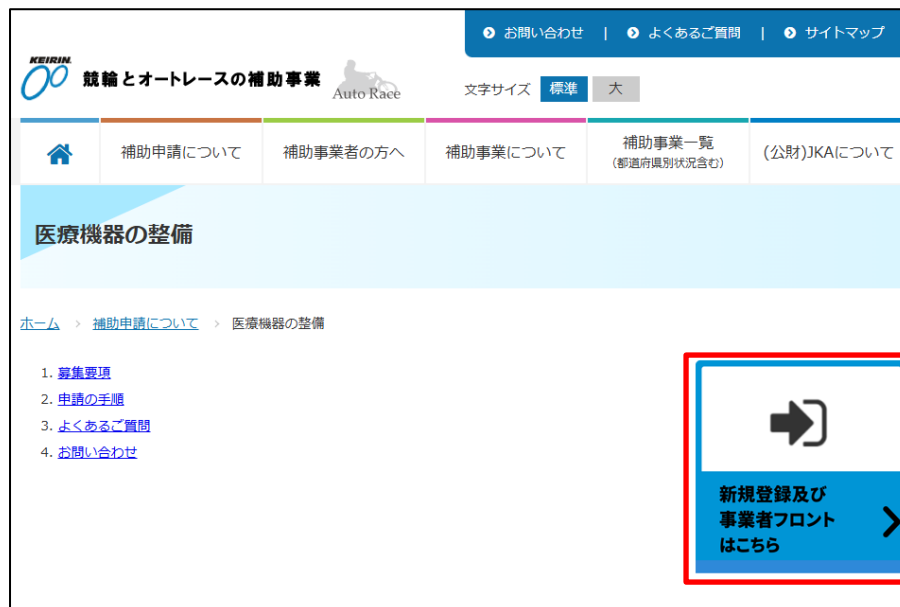 お問い合わせ | よくあるご質問 | サイトマップ
KEIRIN
競輪とオートレースの補助事業
Auto Race
文字サイズ 標準 大
補助申請について
補助事業者の方へ
補助事業について
補助事業一覧
(都道府県別状況含む)
(公財)JKAについて
医療機器の整備
ホーム > 補助申請について > 医療機器の整備
1. 募集要項
2. 申請の手順
3. よくあるご質問
4. お問い合わせ
新規登録及び
事業者フロント
はこちら